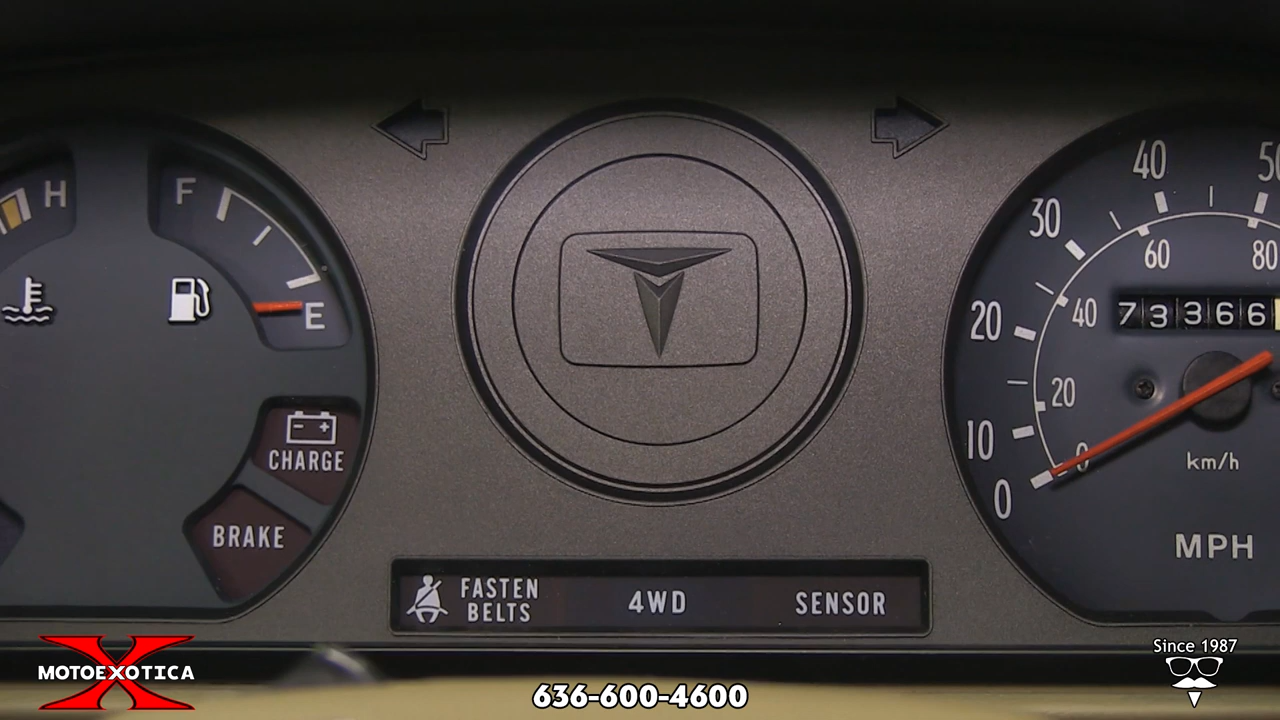 H
F
E
CHARGE
BRAKE
FASTEN
BELTS
4WD
SENSOR
40
50
30
60
80
20
40
73366
20
10
km/h
0
0
MPH
MOTOEXOTICA
636-600-4600
Since 1987